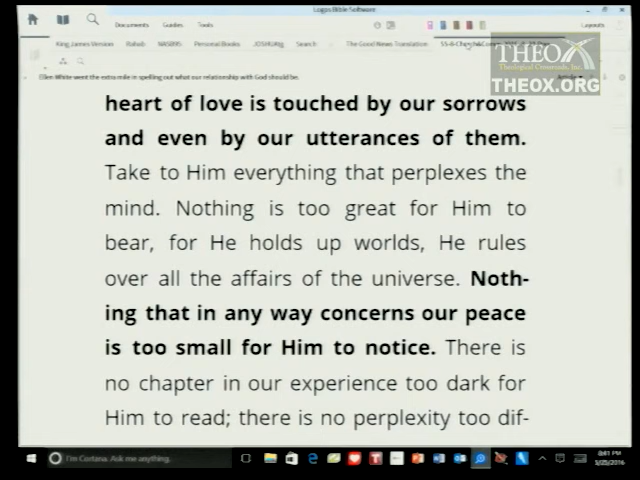 Logos Bible Software
Documents Guides Tools Layouts
King James Version Rahab NASB95 Personal Books Search The Good News Translation
Ellen White went the extra mile in spelling out what our relationship with God should be.
THEO
THEOX.ORG
heart of love is touched by our sorrows
and even by our utterances of them.
Take to Him everything that perplexes the
mind. Nothing is too great for Him to
bear, for He holds up worlds, He rules
over all the affairs of the universe. Noth-
ing that in any way concerns our peace
is too small for Him to notice. There is
no chapter in our experience too dark for
Him to read; there is no perplexity too dif-
I'm Cortana. Ask me anything.
5/25/2016